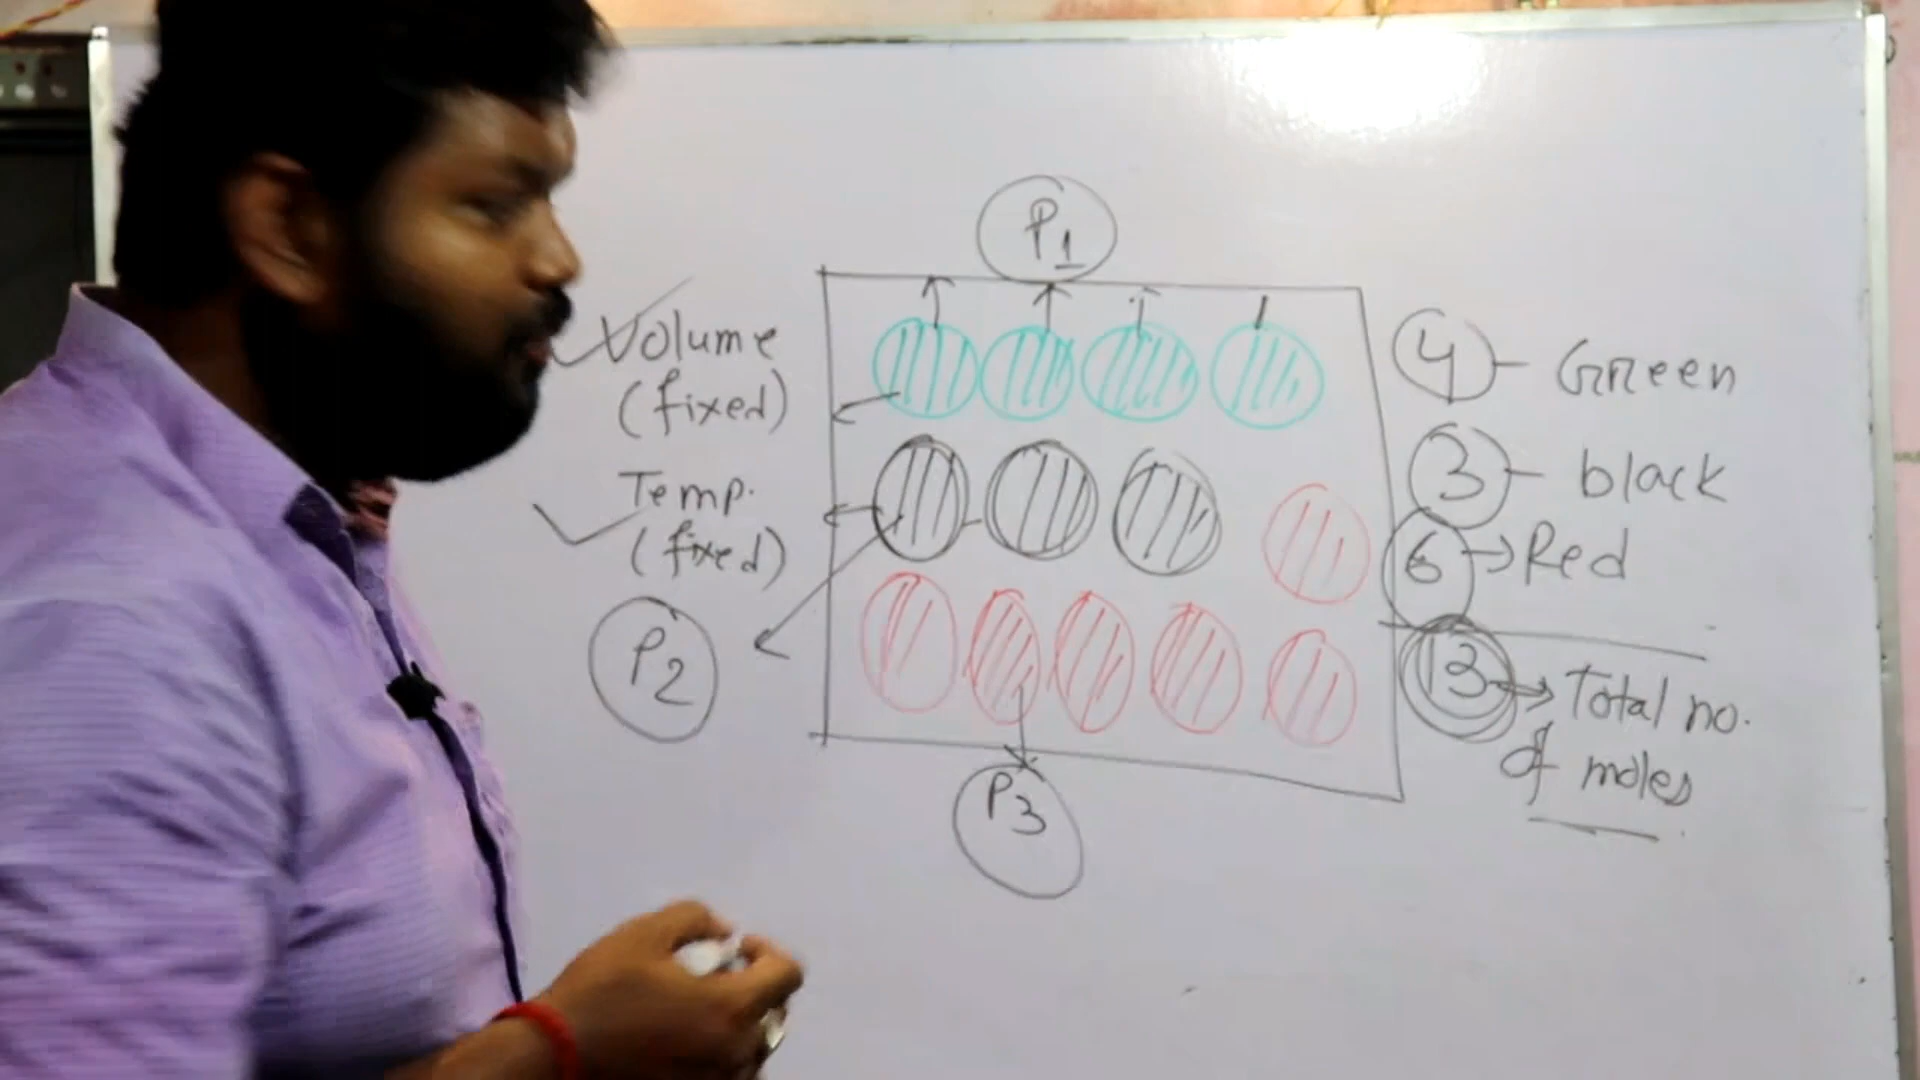 P1
Volume
(fixed)
Temp.
(fixed)
P2
P3
4 - Green
3 - black
6 → Red
13 → Total no.
of moles